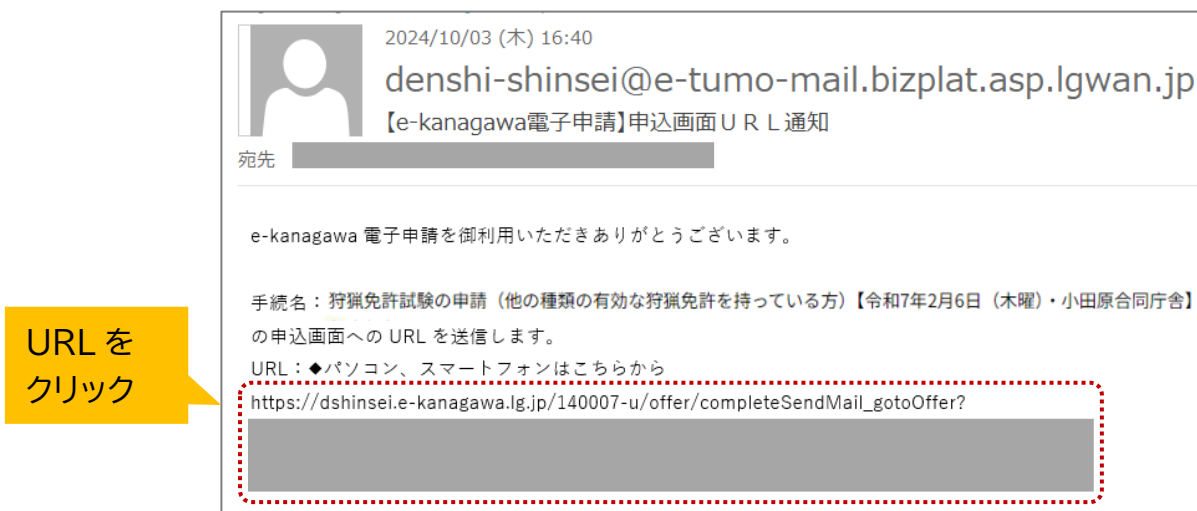 2024/10/03 (木) 16:40
denshi-shinsei@e-tumo-mail.bizplat.asp.lgwan.jp
【e-kanagawa電子申請】申込画面ＵＲＬ通知
宛先
e-kanagawa 電子申請を御利用いただきありがとうございます。
手続名：狩猟免許試験の申請（他の種類の有効な狩猟免許を持っている方）【令和7年2月6日（木曜）・小田原合同庁舎】
の申込画面への URL を送信します。
URL：◆パソコン、スマートフォンはこちらから
https://dshinsei.e-kanagawa.lg.jp/140007-u/offer/completeSendMail_gotoOffer?
URL を
クリック